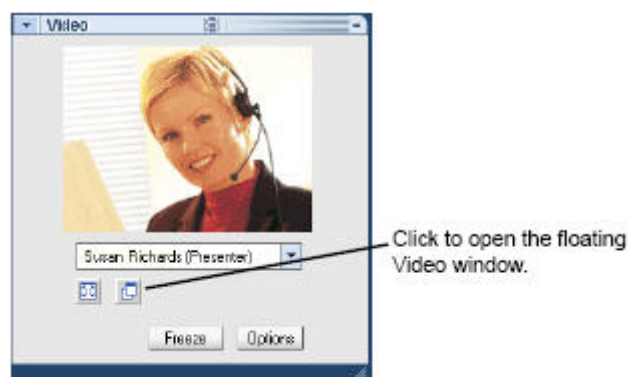 Video
Susan Richards (Presenter)
Click to open the floating
Video window.
Freeze
Options